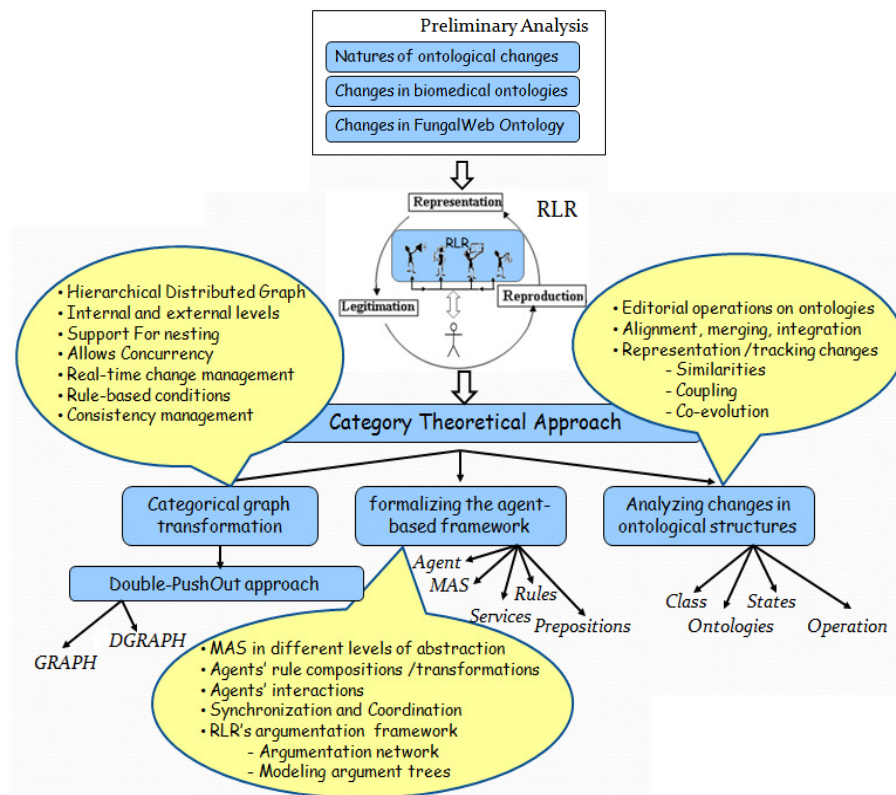 Preliminary Analysis
Natures of ontological changes
Changes in biomedical ontologies
Changes in FungalWeb Ontology
Representation
RLR
RLR
Legitimation
Reproduction
• Hierarchical Distributed Graph
• Internal and external levels
• Support For nesting
• Allows Concurrency
• Real-time change management
• Rule-based conditions
• Consistency management
• Editorial operations on ontologies
• Alignment, merging, integration
• Representation /tracking changes
- Similarities
- Coupling
- Co-evolution
Category Theoretical Approach
Categorical graph
transformation
formalizing the agent-
based framework
Analyzing changes in
ontological structures
Double-PushOut approach
GRAPH
DGRAPH
Agent
MAS
Services
Rules
Prepositions
Class
Ontologies
States
Operation
• MAS in different levels of abstraction
• Agents' rule compositions /transformations
• Agents' interactions
• Synchronization and Coordination
• RLR's argumentation framework
- Argumentation network
- Modeling argument trees